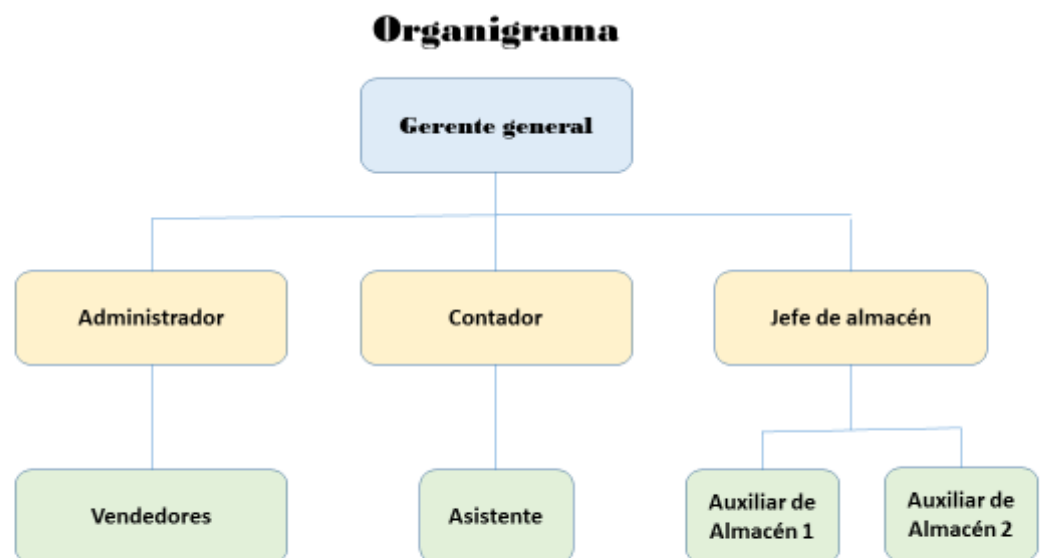 Organigrama
Gerente general
Administrador
Contador
Jefe de almacén
Vendedores
Asistente
Auxiliar de
Almacén 1
Auxiliar de
Almacén 2